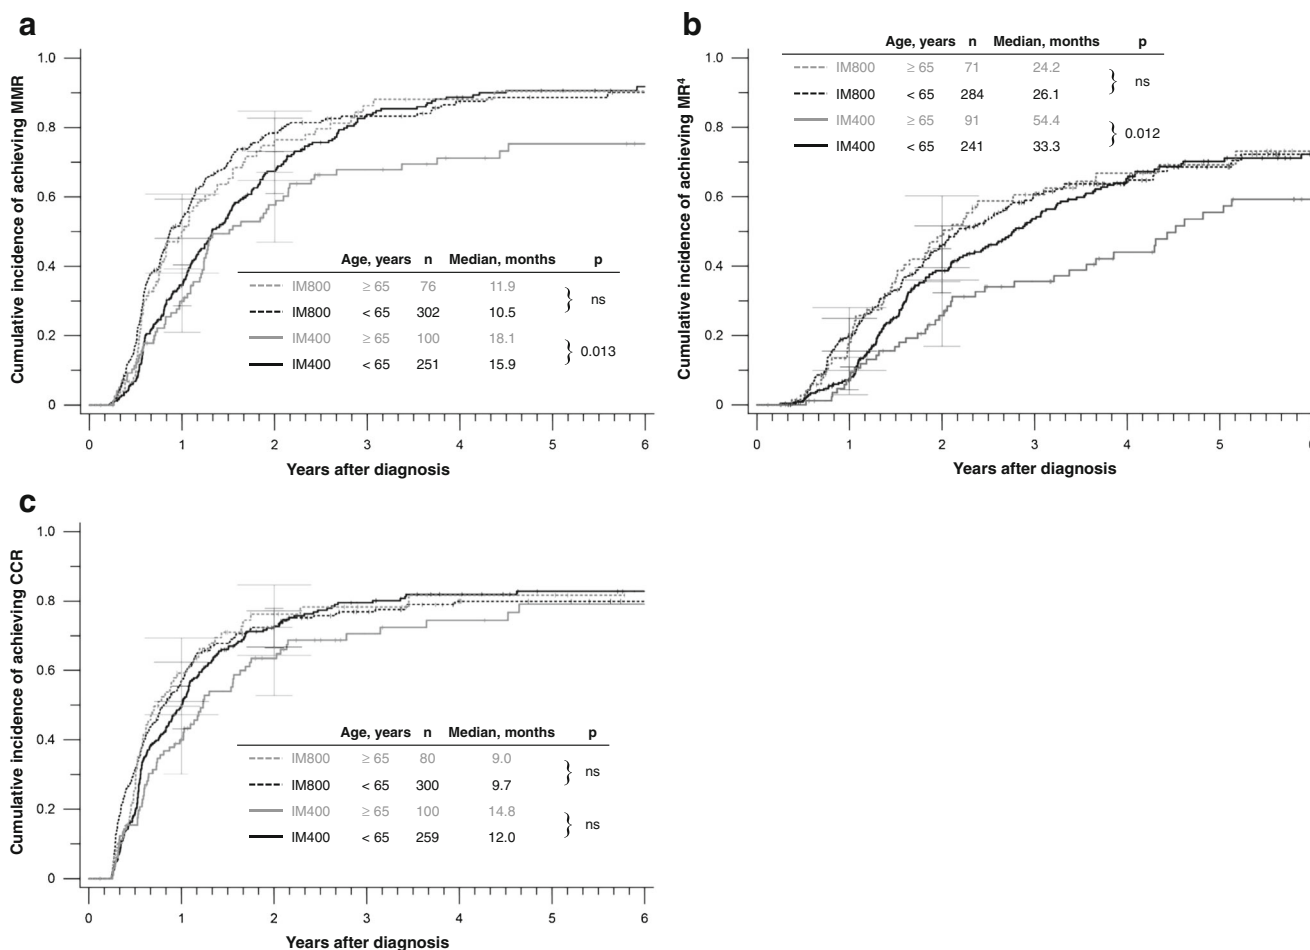 a
Cumulative incidence of achieving MMR
1.0
0.8
0.6
0.4
0.2
0
0 1 2 3 4 5 6
Years after diagnosis
Age, years n Median, months p
IM800 ≥ 65 76 11.9
IM800 < 65 302 10.5
} ns
IM400 ≥ 65 100 18.1
IM400 < 65 251 15.9
} 0.013
b
Cumulative incidence of achieving MR⁴
1.0
0.8
0.6
0.4
0.2
0
0 1 2 3 4 5
Years after diagnosis
Age, years n Median, months p
IM800 ≥ 65 71 24.2
IM800 < 65 284 26.1
} ns
IM400 ≥ 65 91 54.4
IM400 < 65 241 33.3
} 0.012
c
Cumulative incidence of achieving CCR
1.0
0.8
0.6
0.4
0.2
0
0 1 2 3 4 5 6
Years after diagnosis
Age, years n Median, months p
IM800 ≥ 65 80 9.0
IM800 < 65 300 9.7
} ns
IM400 ≥ 65 100 14.8
IM400 < 65 259 12.0
} ns